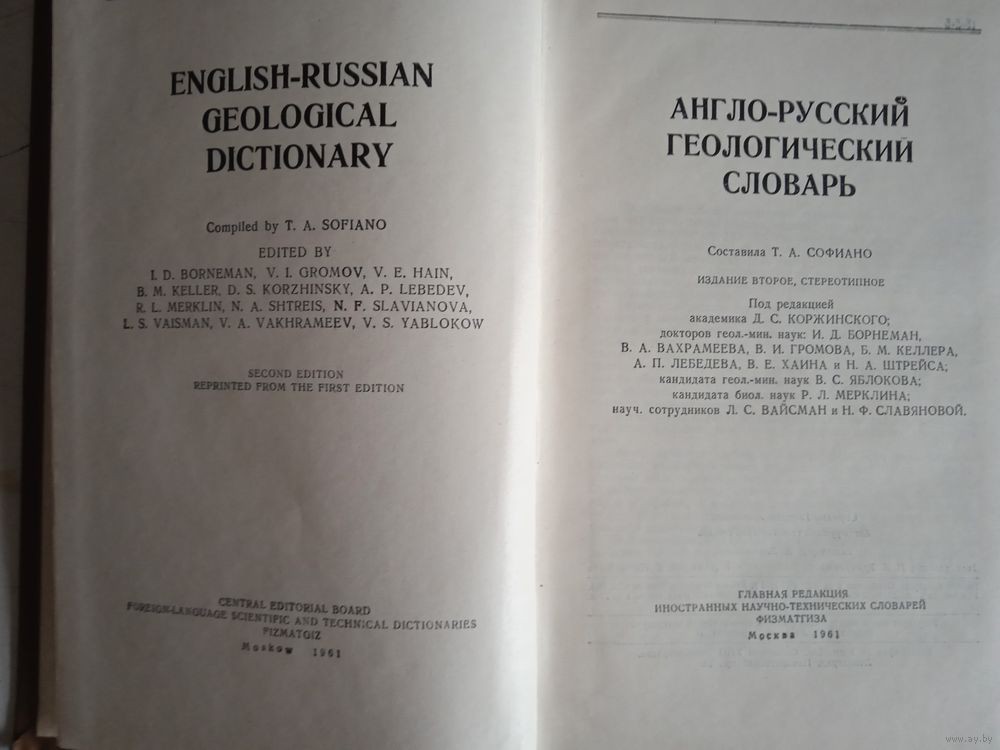 ENGLISH-RUSSIAN
GEOLOGICAL
DICTIONARY
Compiled by T. A. SOFIANO
EDITED BY
I. D. BORNEMAN, V. I. GROMOV, V. E. HAIN,
B. M. KELLER, D. S. KORZHINSKY, A. P. LEBEDEV,
R. L. MERKLIN, N. A. SHTREIS, N. F. SLAVIANOVA,
L. S. VAISMAN, V. A. VAKHRAMEEV, V. S. YABLOKOW
SECOND EDITION
REPRINTED FROM THE FIRST EDITION
CENTRAL EDITORIAL BOARD
FOREIGN-LANGUAGE SCIENTIFIC AND TECHNICAL DICTIONARIES
FIZMATGIZ
Moskow 1961
АНГЛО-РУССКИЙ
ГЕОЛОГИЧЕСКИЙ
СЛОВАРЬ
Составила Т. А. СОФИАНО
ИЗДАНИЕ ВТОРОЕ, СТЕРЕОТИПНОЕ
Под редакцией
академика Д. С. КОРЖИНСКОГО;
докторов геол.-мин. наук: И. Д. БОРНЕМАН,
В. А. ВАХРАМЕЕВА, В. И. ГРОМОВА, Б. М. КЕЛЛЕРА,
А. П. ЛЕБЕДЕВА, В. Е. ХАИНА и Н. А. ШТРЕЙСА;
кандидата геол.-мин. наук В. С. ЯБЛОКОВА;
кандидата биол. наук Р. Л. МЕРКЛИНА;
науч. сотрудников Л. С. ВАЙСМАН и Н. Ф. СЛАВЯНОВОЙ.
ГЛАВНАЯ РЕДАКЦИЯ
ИНОСТРАННЫХ НАУЧНО-ТЕХНИЧЕСКИХ СЛОВАРЕЙ
ФИЗМАТГИЗА
Москва 1961
www.ay.by